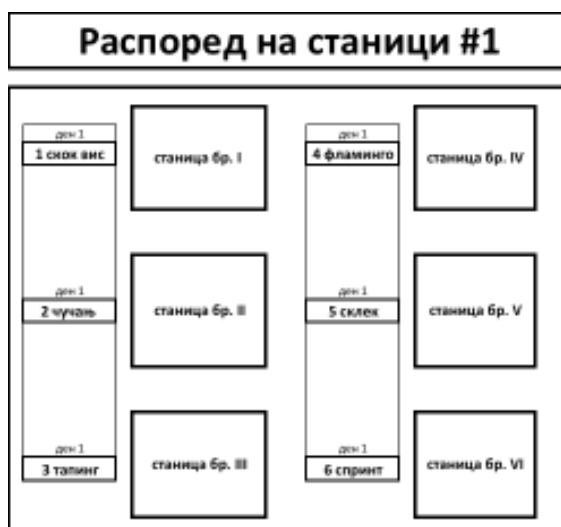 Распоред на станици #1
ден 1
1 скок вис
станица бр. I
ден 1
4 фламинго
станица бр. IV
ден 1
2 чучањ
станица бр. II
ден 1
5 склек
станица бр. V
ден 1
3 тапинг
станица бр. III
ден 1
6 спринт
станица бр. VI